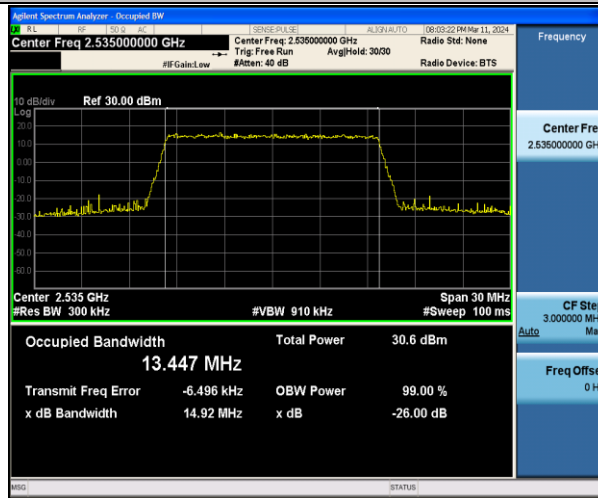 Agilent Spectrum Analyzer - Occupied BW
RL RF 50 Ω AC SENSE:PULSE ALIGN AUTO 08:03:22 PM Mar 11, 2024
Center Freq 2.535000000 GHz Center Freq: 2.535000000 GHz Radio Std: None
Trig: Free Run Avg|Hold: 30/30
#IFGain:Low #Atten: 40 dB Radio Device: BTS
10 dB/div Ref 30.00 dBm
Log
20.0
10.0
0.00
-10.0
-20.0
-30.0
-40.0
-50.0
-60.0
Center 2.535 GHz Span 30 MHz
#Res BW 300 kHz #VBW 910 kHz #Sweep 100 ms
Occupied Bandwidth Total Power 30.6 dBm
13.447 MHz
Transmit Freq Error -6.496 kHz OBW Power 99.00 %
x dB Bandwidth 14.92 MHz x dB -26.00 dB
MSG STATUS
Frequency
Center Fre
2.535000000 GH
CF Ste
3.000000 MH
Auto Ma
Freq Offse
0 H